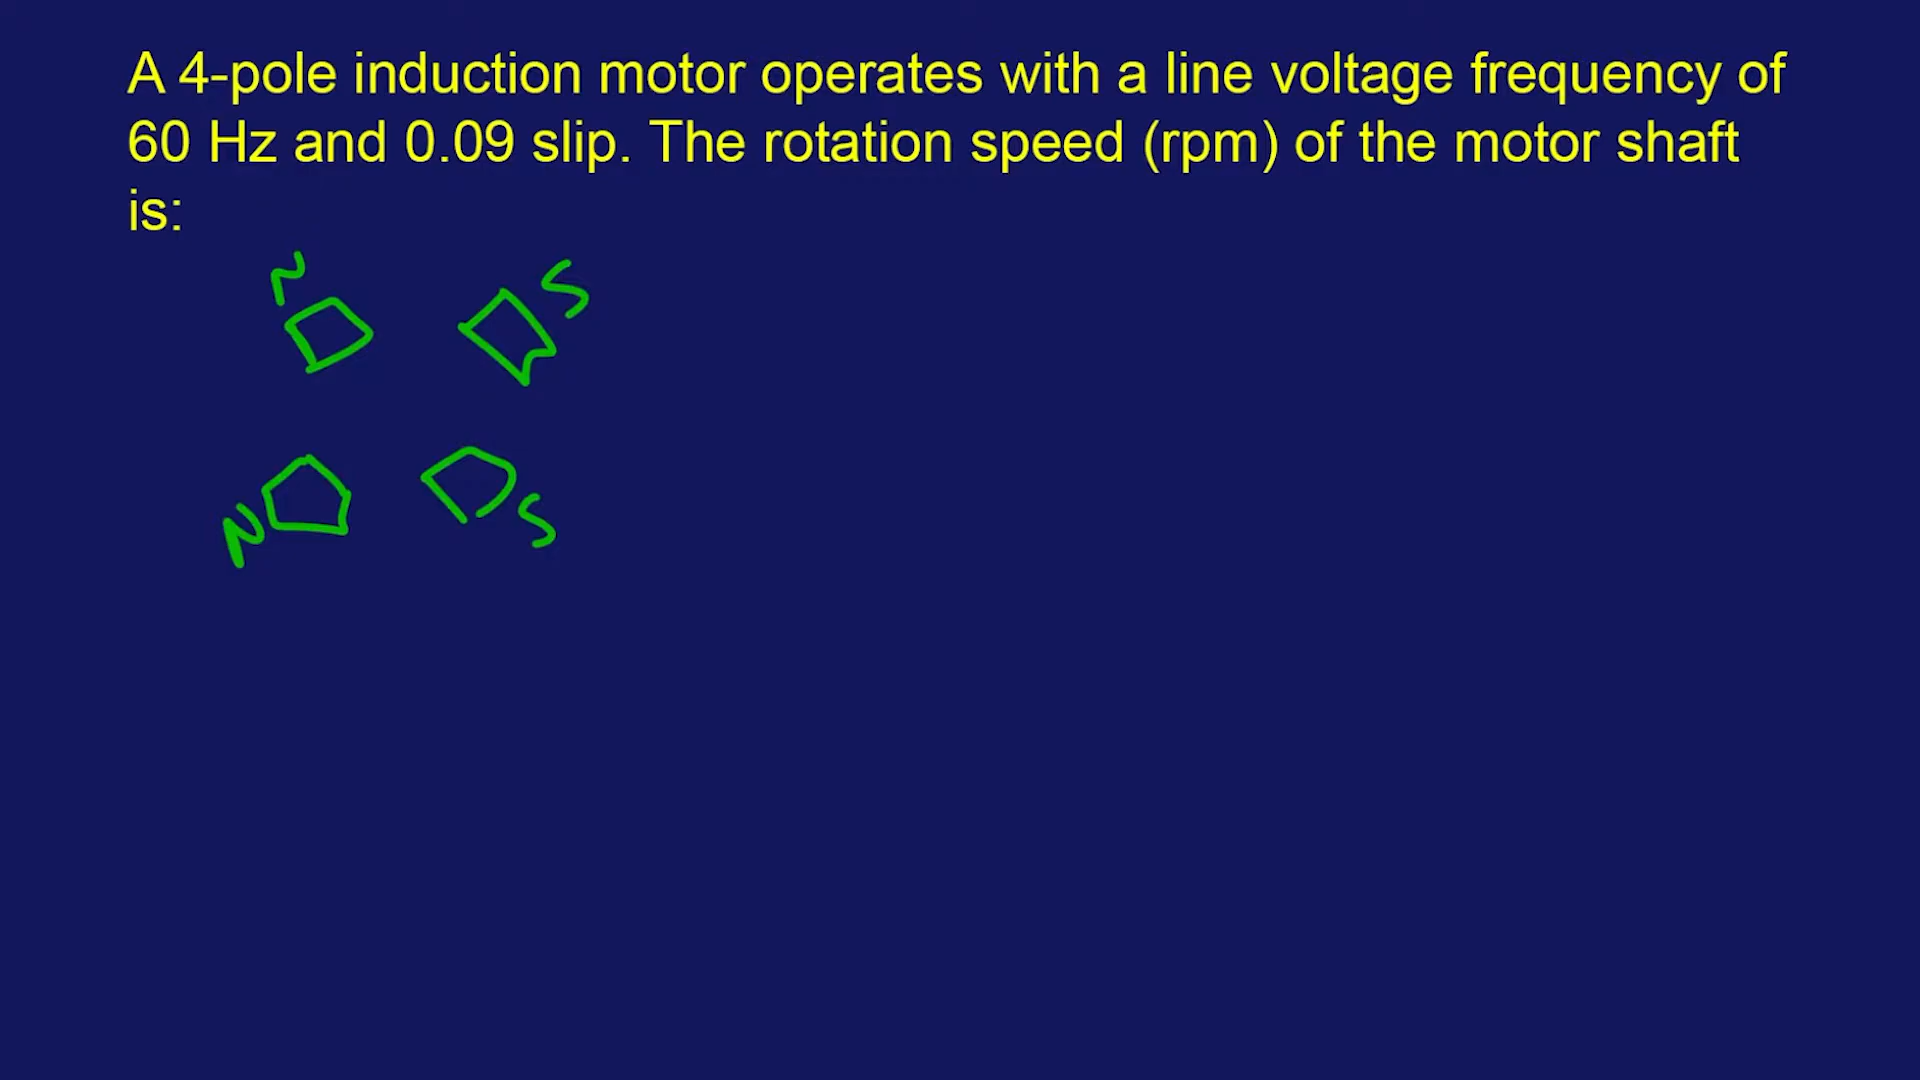 A 4-pole induction motor operates with a line voltage frequency of
60 Hz and 0.09 slip. The rotation speed (rpm) of the motor shaft
is:
N S
N S